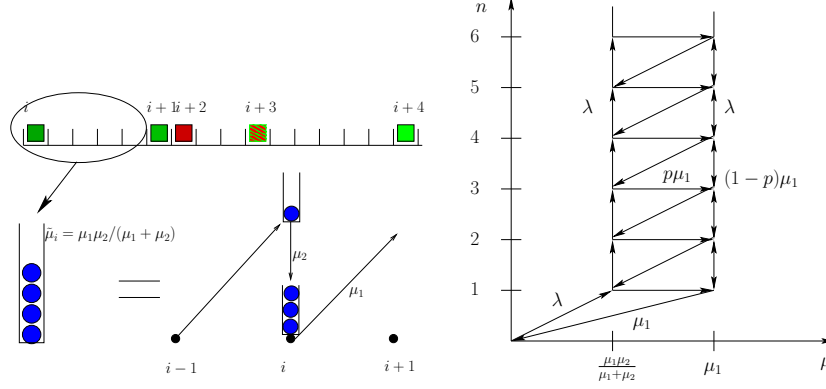 i
i+1
i+2
i+3
i+4
μ̃_i = μ_1μ_2/(μ_1 + μ_2)
μ_2
μ_1
i − 1
i
i + 1
n
6
5
4
3
2
1
λ
λ
pμ_1
(1 − p)μ_1
λ
μ_1
μ_1μ_2
μ_1+μ_2
μ_1
μ